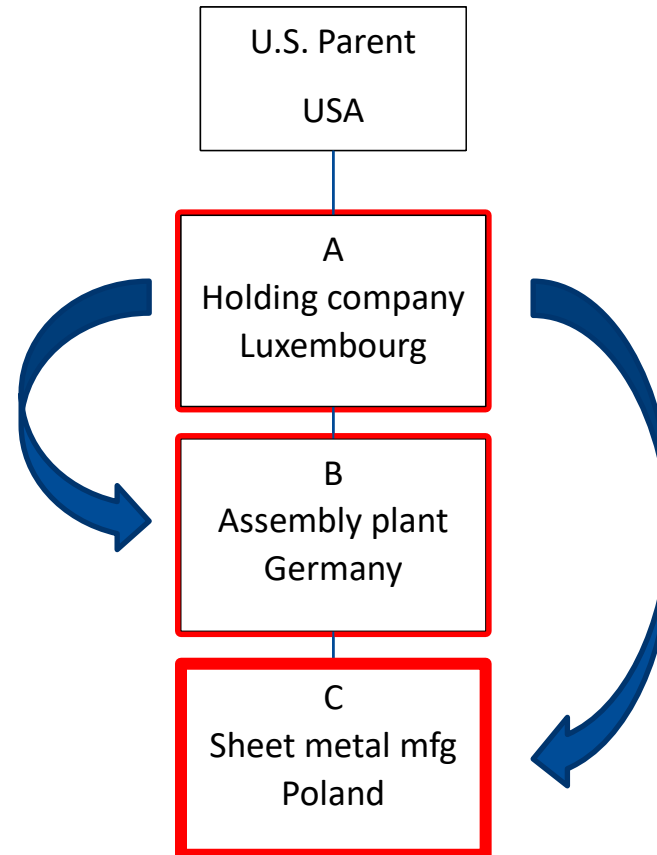 U.S. Parent
USA
A
Holding company
Luxembourg
B
Assembly plant
Germany
C
Sheet metal mfg
Poland